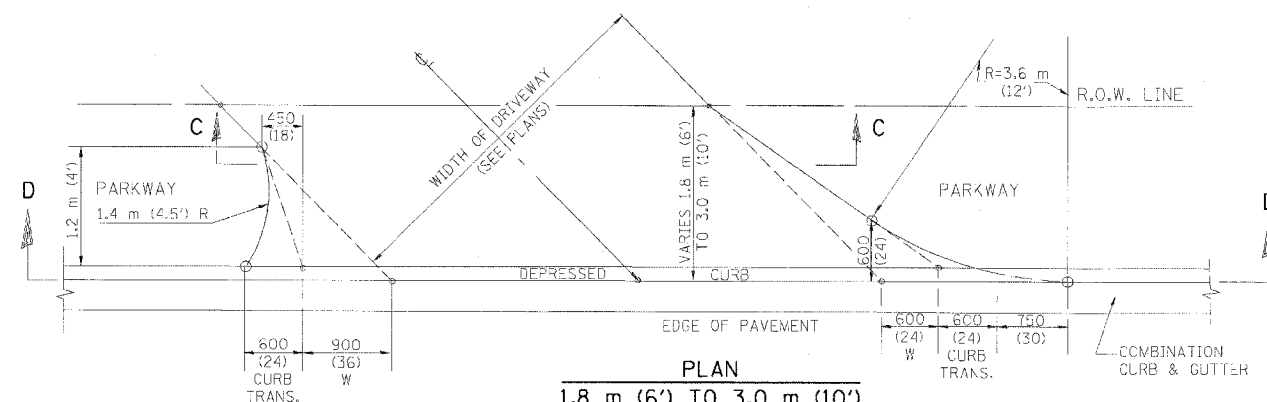 R=3.6 m
(12')
R.O.W. LINE
C
C
450
(18)
WIDTH OF DRIVEWAY
(SEE PLANS)
VARIES 1.8 m (6')
TO 3.0 m (10')
1.2 m (4')
PARKWAY
1.4 m (4.5') R
PARKWAY
D
D
600
(24)
DEPRESSED CURB
EDGE OF PAVEMENT
600
(24)
CURB
TRANS.
900
(36)
W
600
(24)
W
600
(24)
CURB
TRANS.
750
(30)
COMBINATION
CURB & GUTTER
PLAN
1.8 m (6') TO 3.0 m (10')